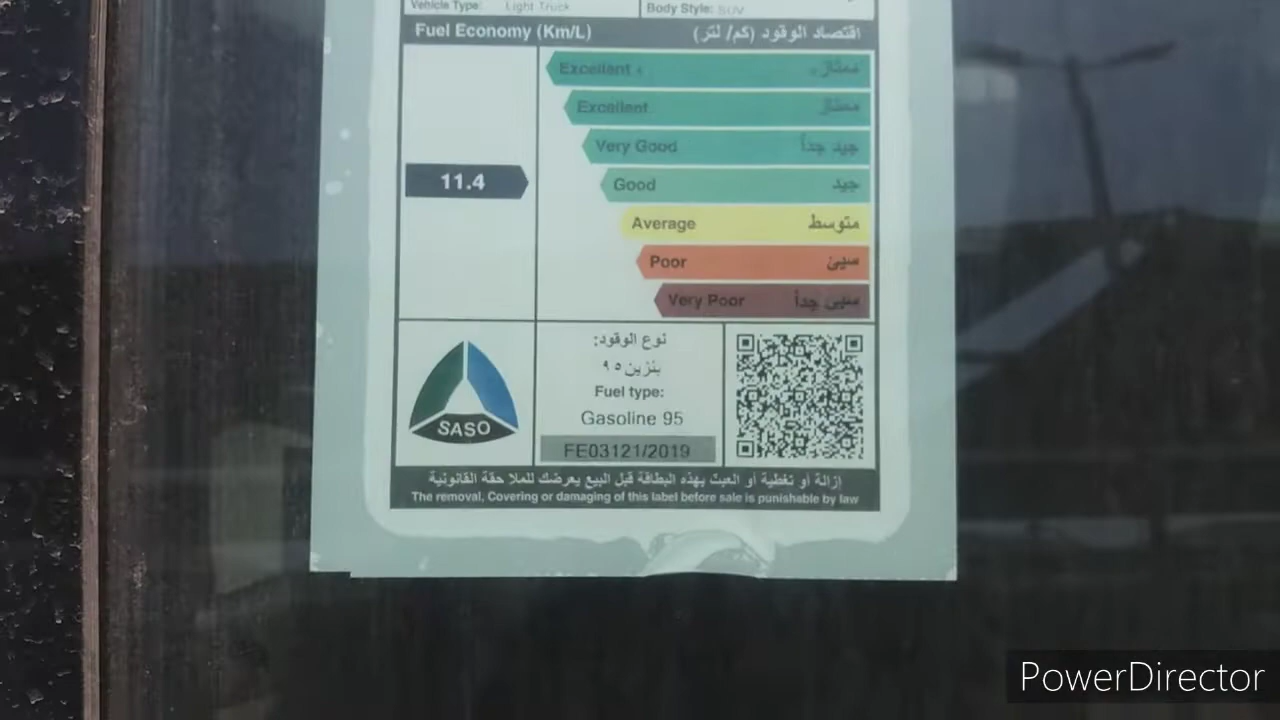 Vehicle Type: Light Truck
Body Style: SUV
Fuel Economy (Km/L) اقتصاد الوقود (كم/ لتر)
Excellent + ممتاز+
Excellent ممتاز
Very Good جيد جداً
11.4
Good جيد
Average متوسط
Poor سيئ
Very Poor سيئ جداً
نوع الوقود:
بنزين ٩٥
Fuel type:
Gasoline 95
FE03121/2019
SASO
إزالة أو تغطية أو العبث بهذه البطاقة قبل البيع يعرضك للملا حقة القانونية
The removal, Covering or damaging of this label before sale is punishable by law
PowerDirector